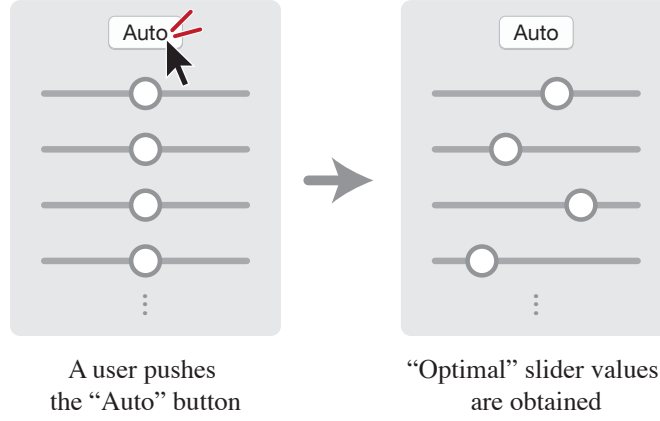 Auto
Auto
A user pushes
the “Auto” button
“Optimal” slider values
are obtained